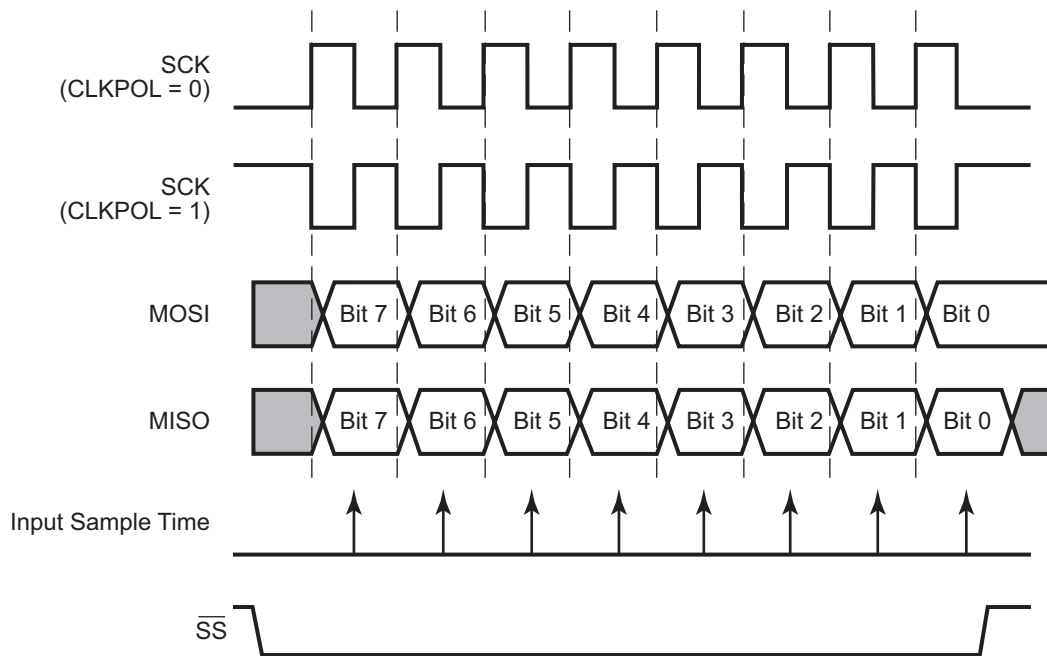 SCK
(CLKPOL = 0)
SCK
(CLKPOL = 1)
MOSI
Bit 7 Bit 6 Bit 5 Bit 4 Bit 3 Bit 2 Bit 1 Bit 0
MISO
Bit 7 Bit 6 Bit 5 Bit 4 Bit 3 Bit 2 Bit 1 Bit 0
Input Sample Time
S̅S̅